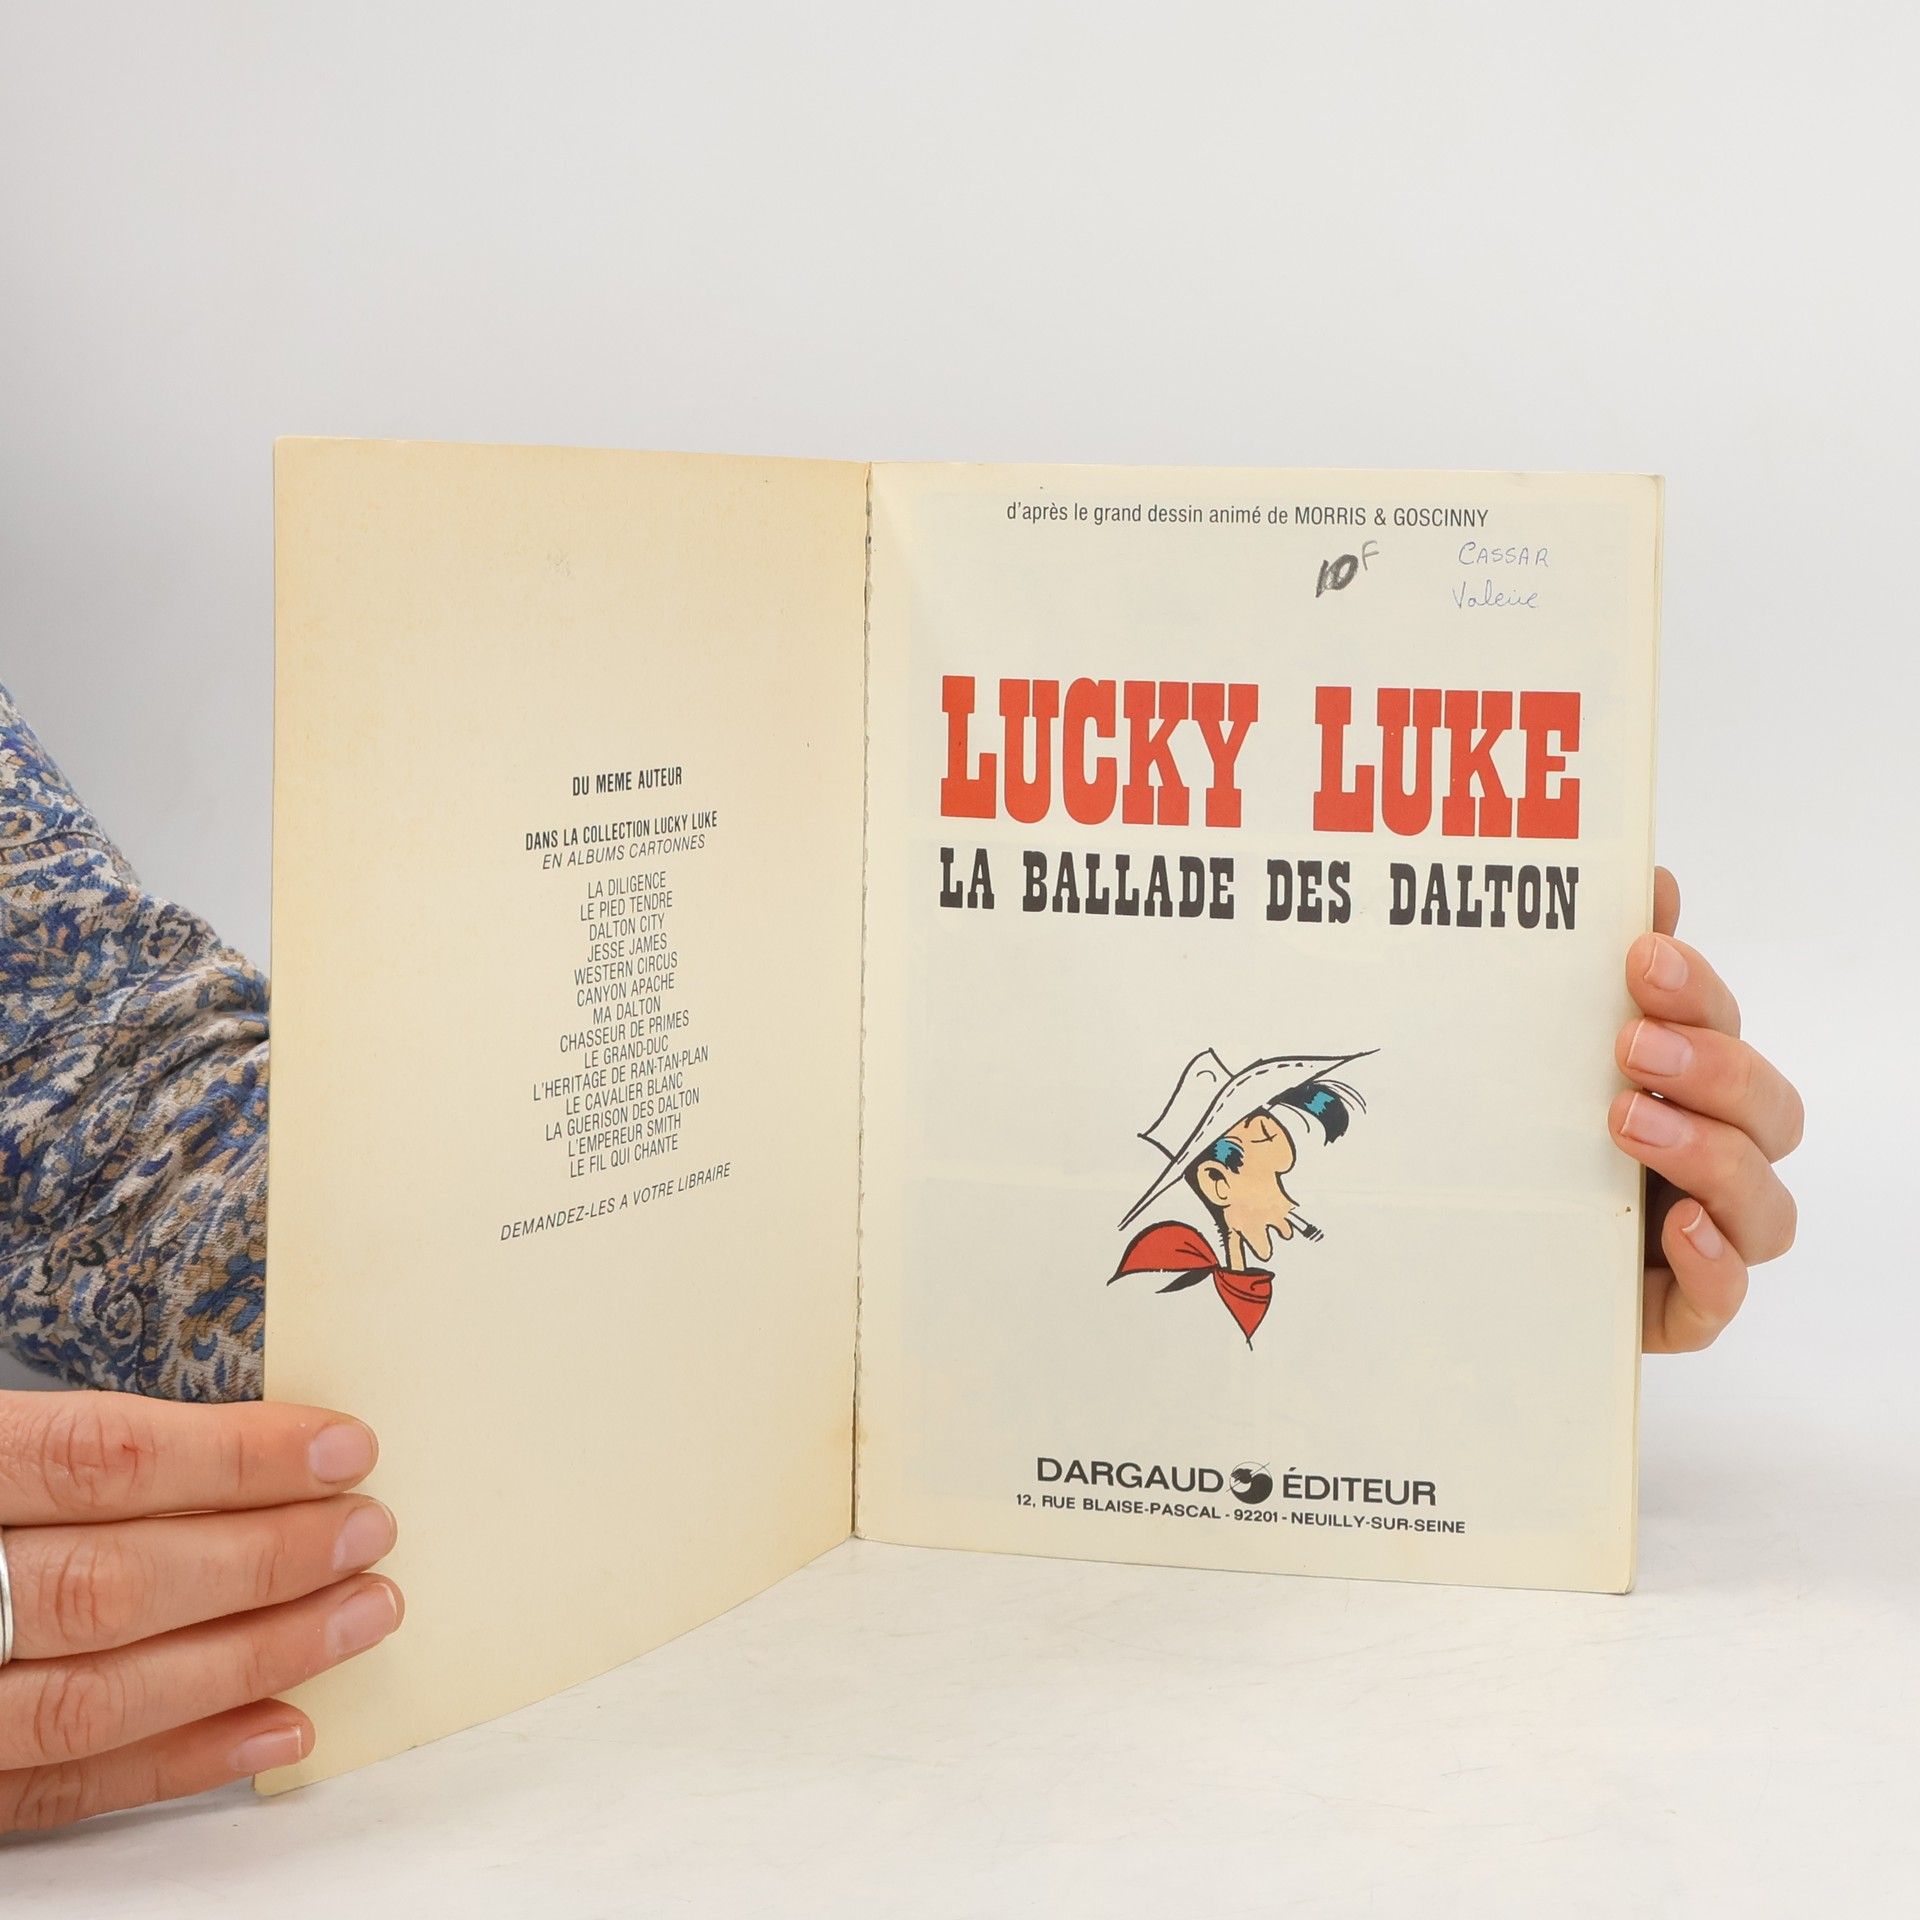 DU MEME AUTEUR
DANS LA COLLECTION LUCKY LUKE
EN ALBUMS CARTONNES
LA DILIGENCE
LE PIED TENDRE
DALTON CITY
JESSE JAMES
WESTERN CIRCUS
CANYON APACHE
MA DALTON
CHASSEUR DE PRIMES
LE GRAND-DUC
L'HERITAGE DE RAN-TAN-PLAN
LE CAVALIER BLANC
LA GUERISON DES DALTON
L'EMPEREUR SMITH
LE FIL QUI CHANTE
DEMANDEZ-LES A VOTRE LIBRAIRE
d'après le grand dessin animé de MORRIS & GOSCINNY
10F
CASSAR
Valerie
LUCKY LUKE
LA BALLADE DES DALTON
DARGAUD ÉDITEUR
12, RUE BLAISE-PASCAL - 92201 - NEUILLY-SUR-SEINE